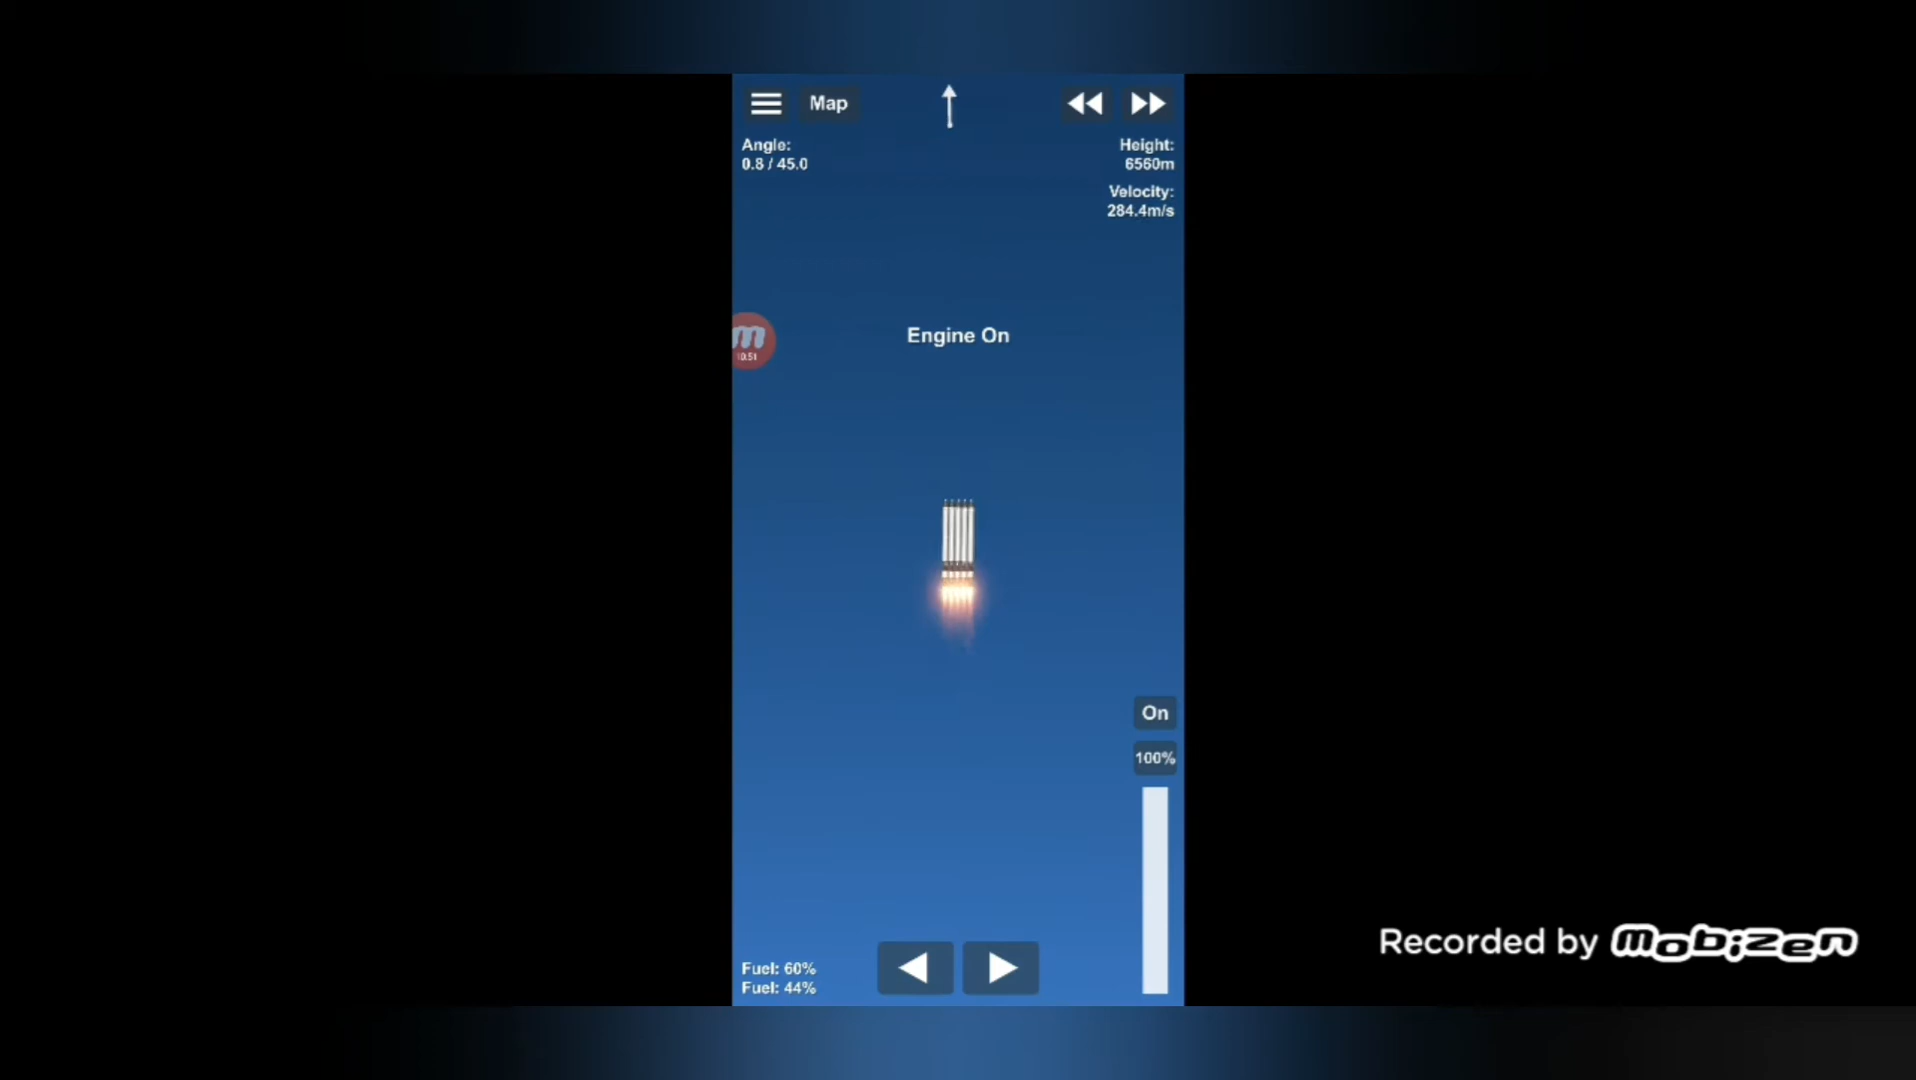 Map
Angle:
0.8 / 45.0
Height:
6560m
Velocity:
284.4m/s
Engine On
m
On
100%
Fuel: 60%
Fuel: 44%
Recorded by mobizen